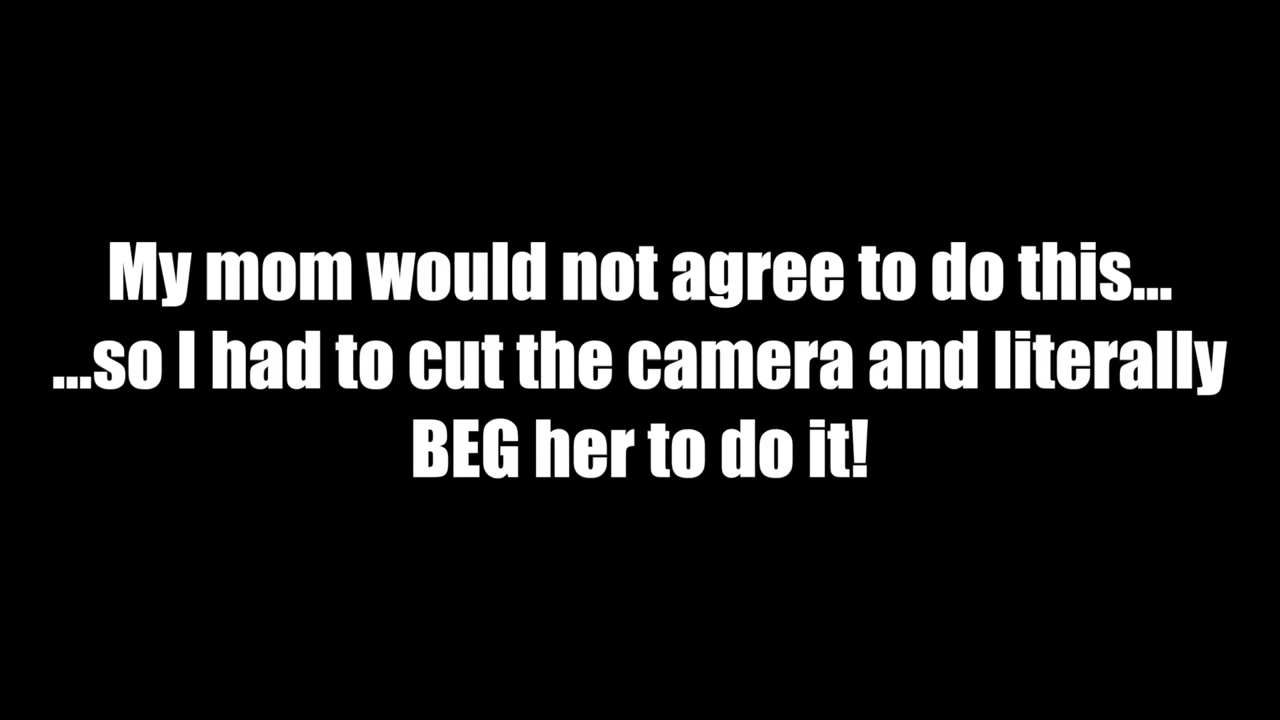 My mom would not agree to do this...
...so I had to cut the camera and literally
BEG her to do it!